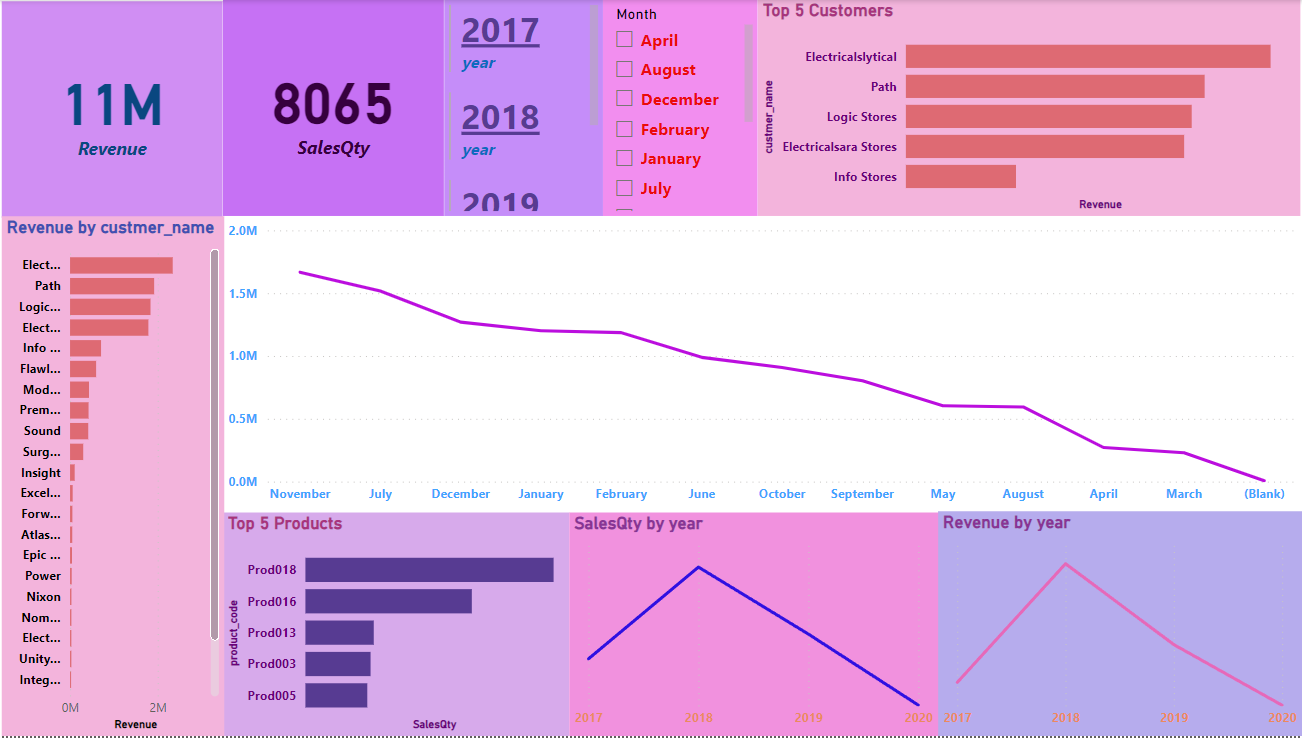 11M
Revenue
8065
SalesQty
2017
year
2018
year
2019
Month
April
August
December
February
January
July
Top 5 Customers
custmer_name
Electricalslytical
Path
Logic Stores
Electricalsara Stores
Info Stores
Revenue
Revenue by custmer_name
Elect...
Path
Logic...
Elect...
Info ...
Flawl...
Mod...
Prem...
Sound
Surg...
Insight
Excel...
Forw...
Atlas...
Epic ...
Power
Nixon
Nom...
Elect...
Unity...
Integ...
0M 2M
Revenue
2.0M
1.5M
1.0M
0.5M
0.0M
November July December January February June October September May August April March (Blank)
Top 5 Products
product_code
Prod018
Prod016
Prod013
Prod003
Prod005
SalesQty
SalesQty by year
2017 2018 2019 2020
Revenue by year
2017 2018 2019 2020